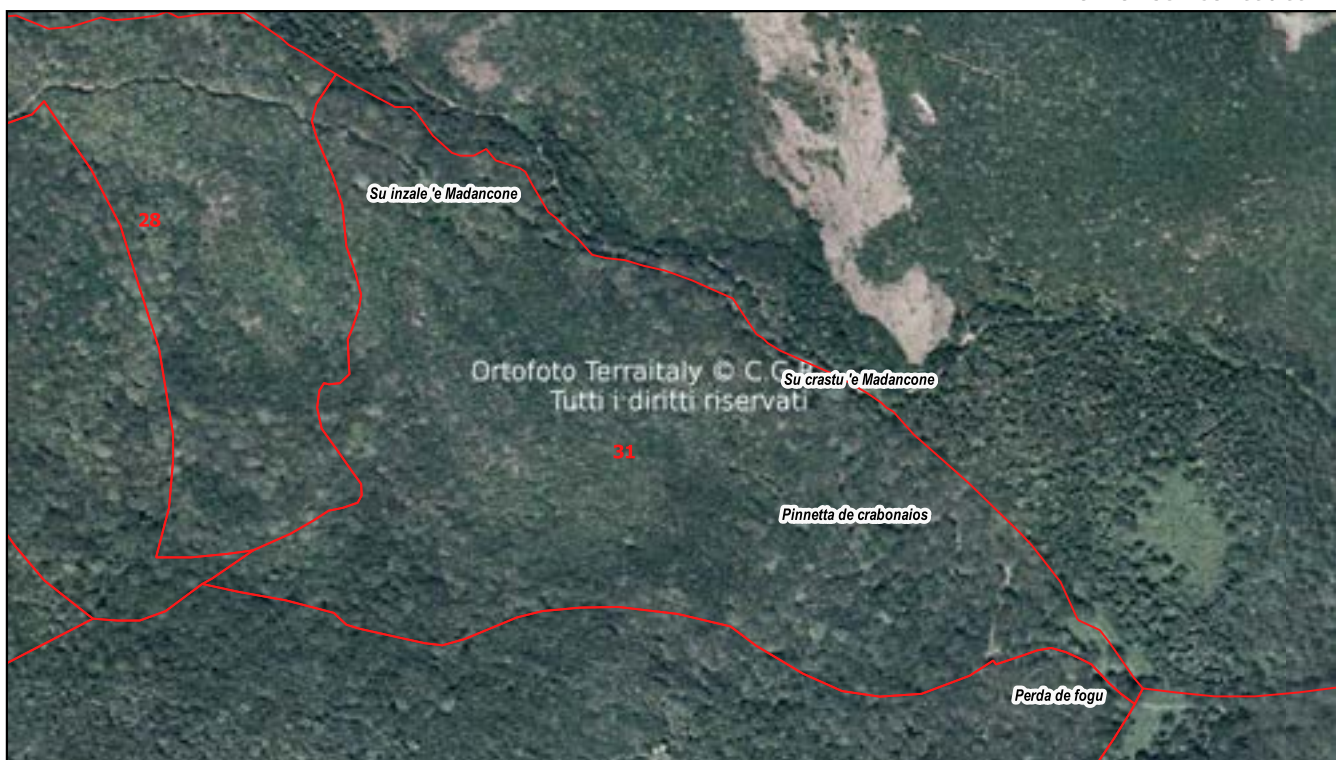 Su inzale 'e Madancone
28
Ortofoto Terraitaly © C.G.
Su crastu 'e Madancone
Tutti i diritti riservati
31
Pinnetta de crabonaios
Perda de fogu